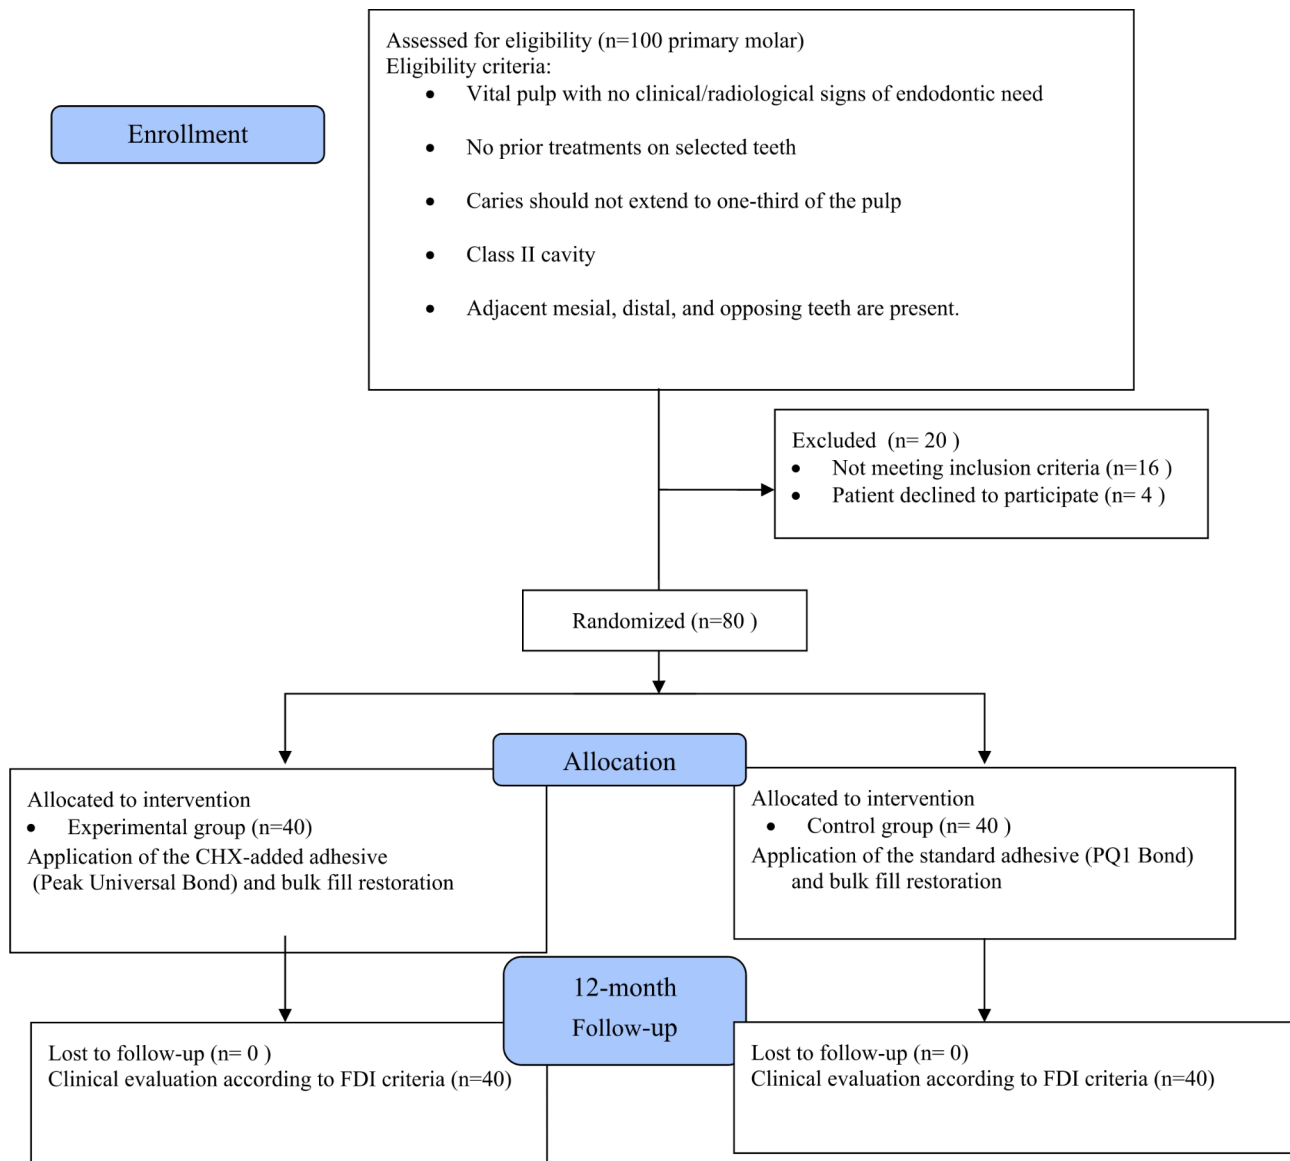 Assessed for eligibility (n=100 primary molar)
Eligibility criteria:
• Vital pulp with no clinical/radiological signs of endodontic need
Enrollment
• No prior treatments on selected teeth
• Caries should not extend to one-third of the pulp
• Class II cavity
• Adjacent mesial, distal, and opposing teeth are present.
Excluded (n= 20 )
• Not meeting inclusion criteria (n=16 )
• Patient declined to participate (n= 4 )
Randomized (n=80 )
Allocation
Allocated to intervention
• Experimental group (n=40)
Application of the CHX-added adhesive
(Peak Universal Bond) and bulk fill restoration
Allocated to intervention
• Control group (n= 40 )
Application of the standard adhesive (PQ1 Bond)
and bulk fill restoration
12-month
Follow-up
Lost to follow-up (n= 0 )
Clinical evaluation according to FDI criteria (n=40)
Lost to follow-up (n= 0)
Clinical evaluation according to FDI criteria (n=40)